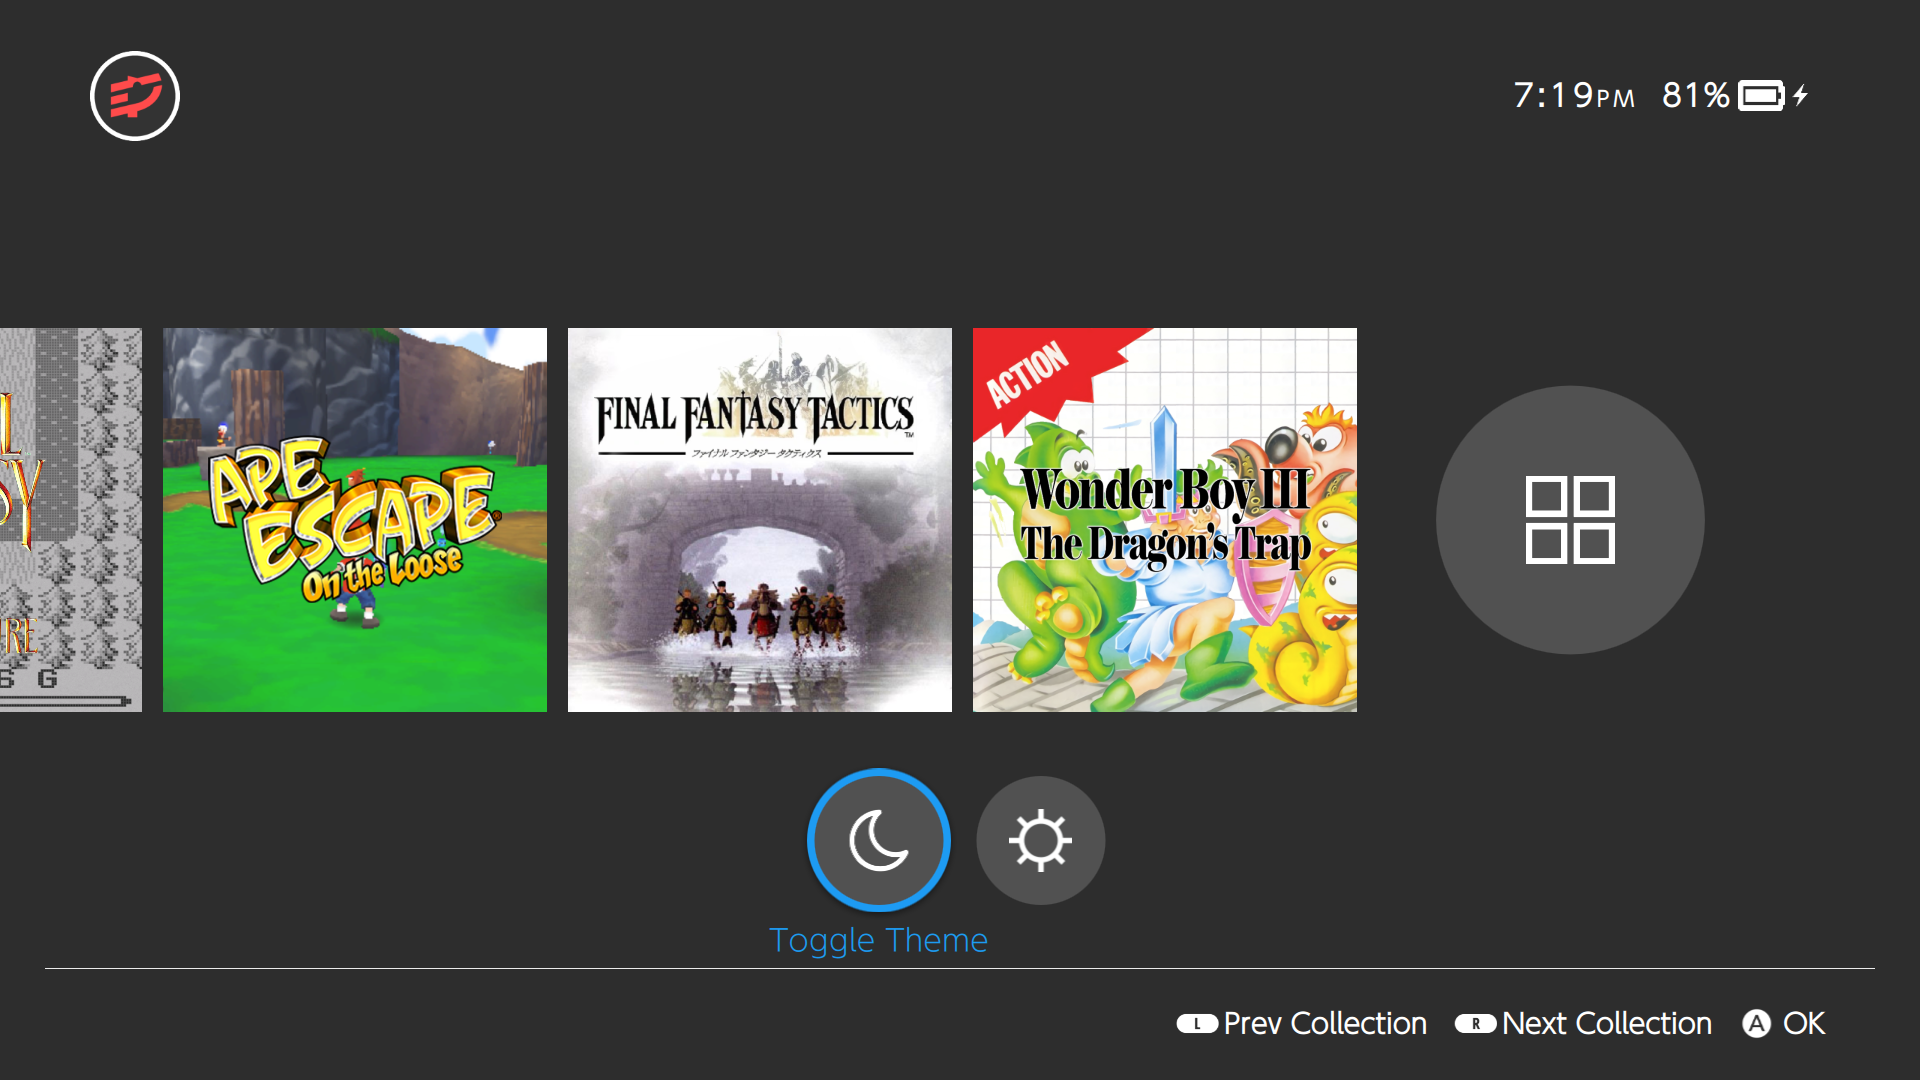 7:19PM 81%
L
SY
RE
6 G
APE
ESCAPE
On the Loose
FINAL FANTASY TACTICS
TM
ファイナルファンタジータクティクス
ACTION
Wonder Boy III
The Dragon's Trap
Toggle Theme
L Prev Collection R Next Collection A OK